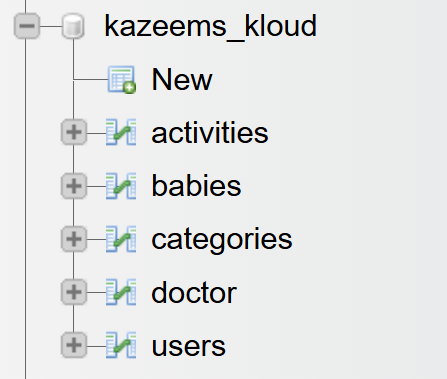 kazeems_kloud
New
activities
babies
categories
doctor
users